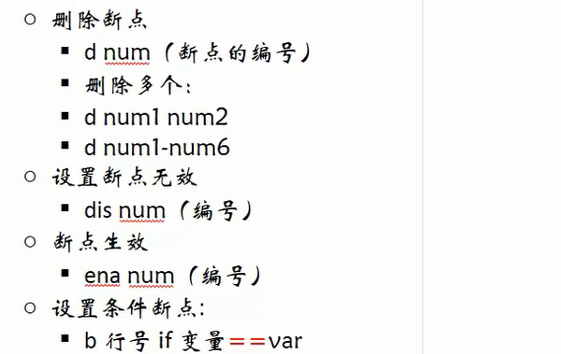 删除断点
d num（断点的编号）
删除多个：
d num1 num2
d num1-num6
设置断点无效
dis num（编号）
断点生效
ena num（编号）
设置条件断点：
b 行号 if 变量==var